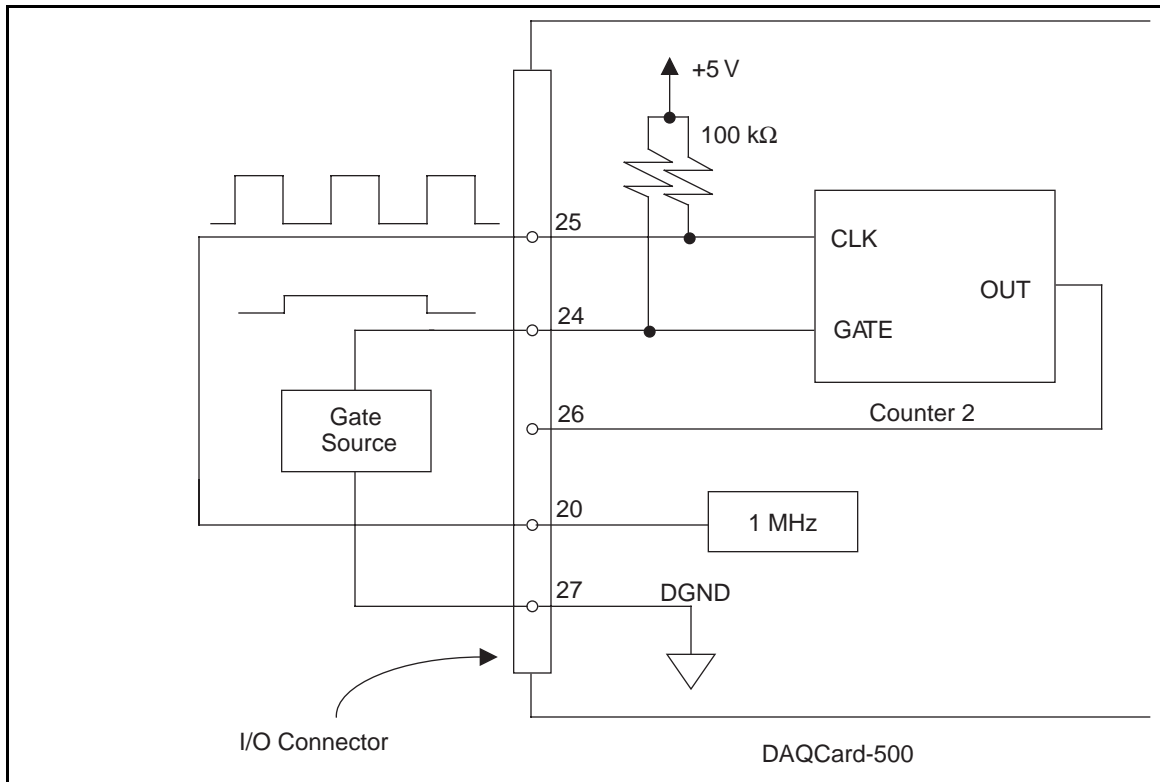 +5 V
100 kΩ
25
CLK
OUT
24
GATE
Gate
Source
26
Counter 2
20
1 MHz
27
DGND
I/O Connector
DAQCard-500